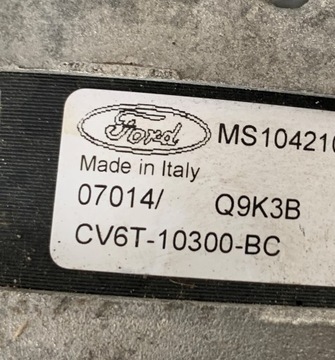 Ford
MS104210
Made in Italy
07014/ Q9K3B
CV6T-10300-BC